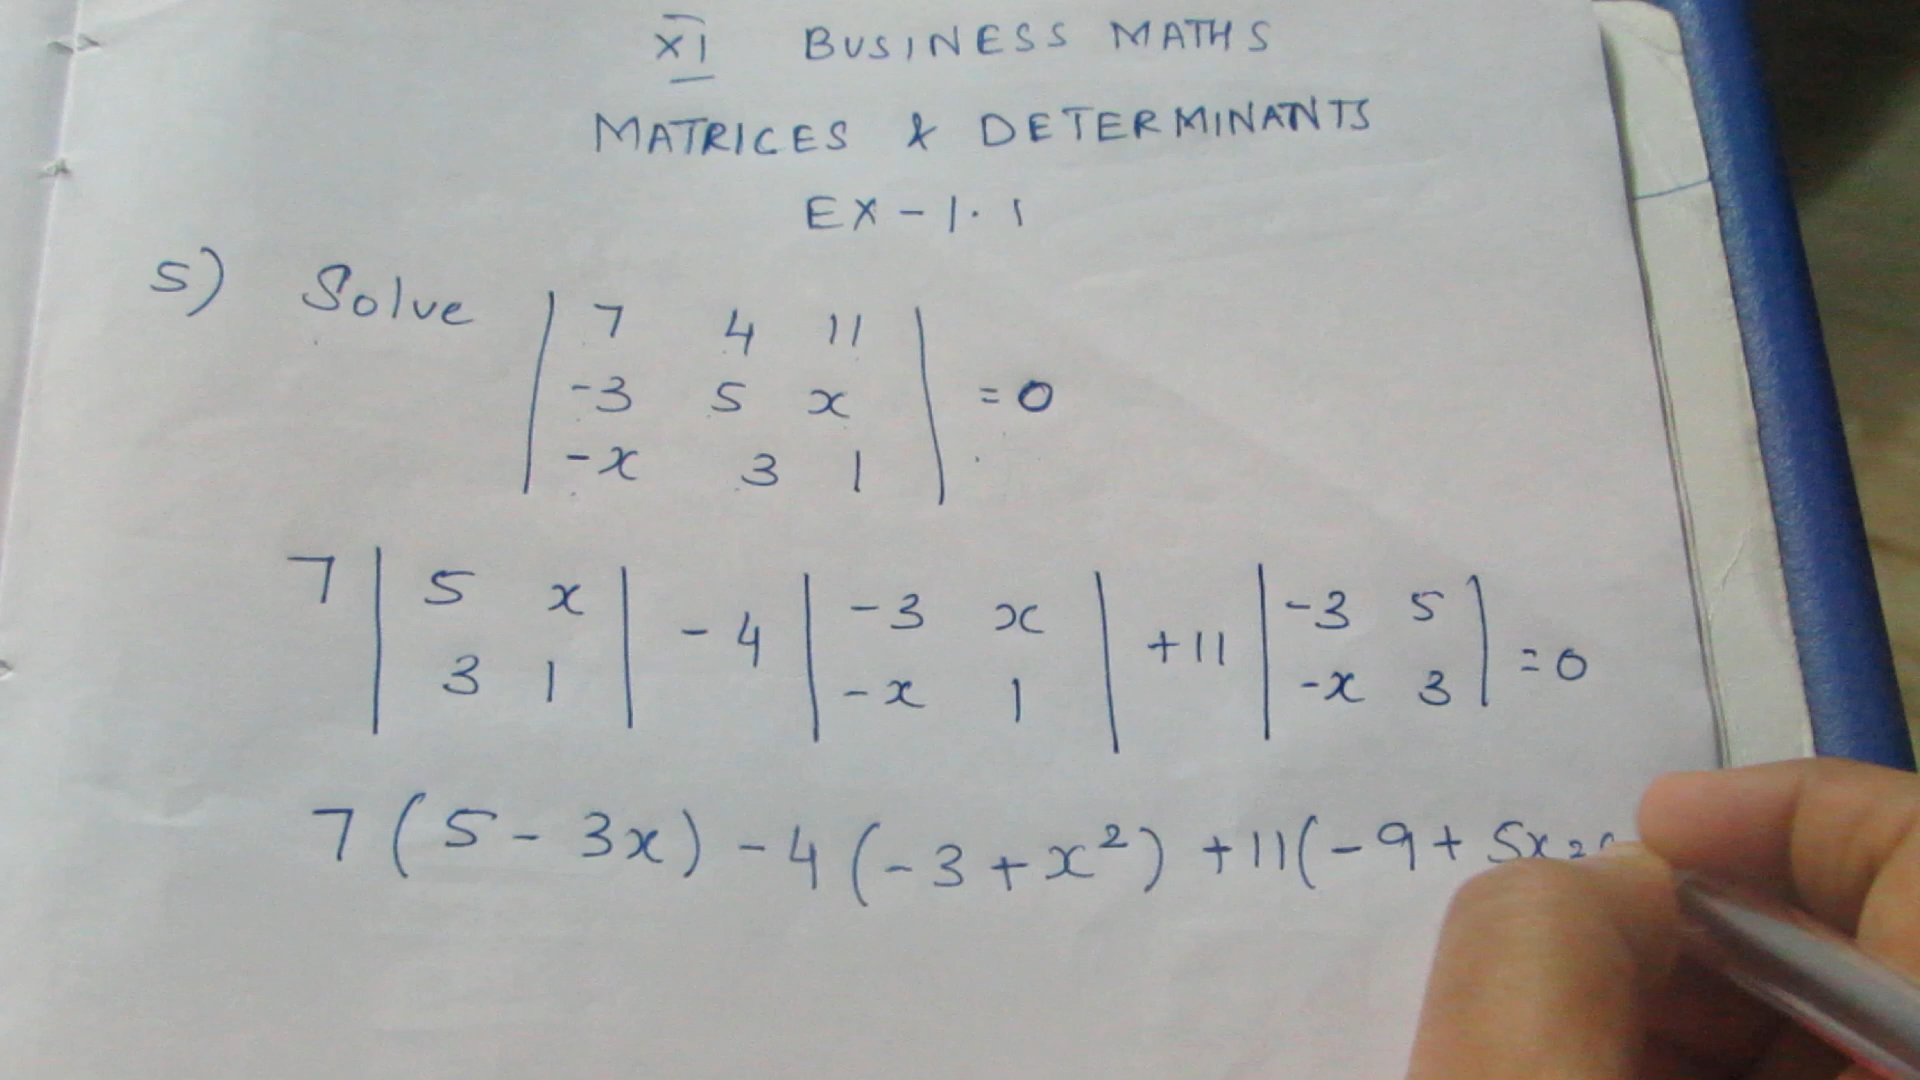 XI BUSINESS MATHS
MATRICES & DETERMINANTS
EX - 1.1
5) Solve | 7 4 11 |
| -3 5 x | = 0
| -x 3 1 |
7 | 5 x | - 4 | -3 x | + 11 | -3 5 | = 0
| 3 1 | | -x 1 | | -x 3 |
7 ( 5 - 3x ) - 4 ( - 3 + x² ) + 11 ( - 9 + 5x =